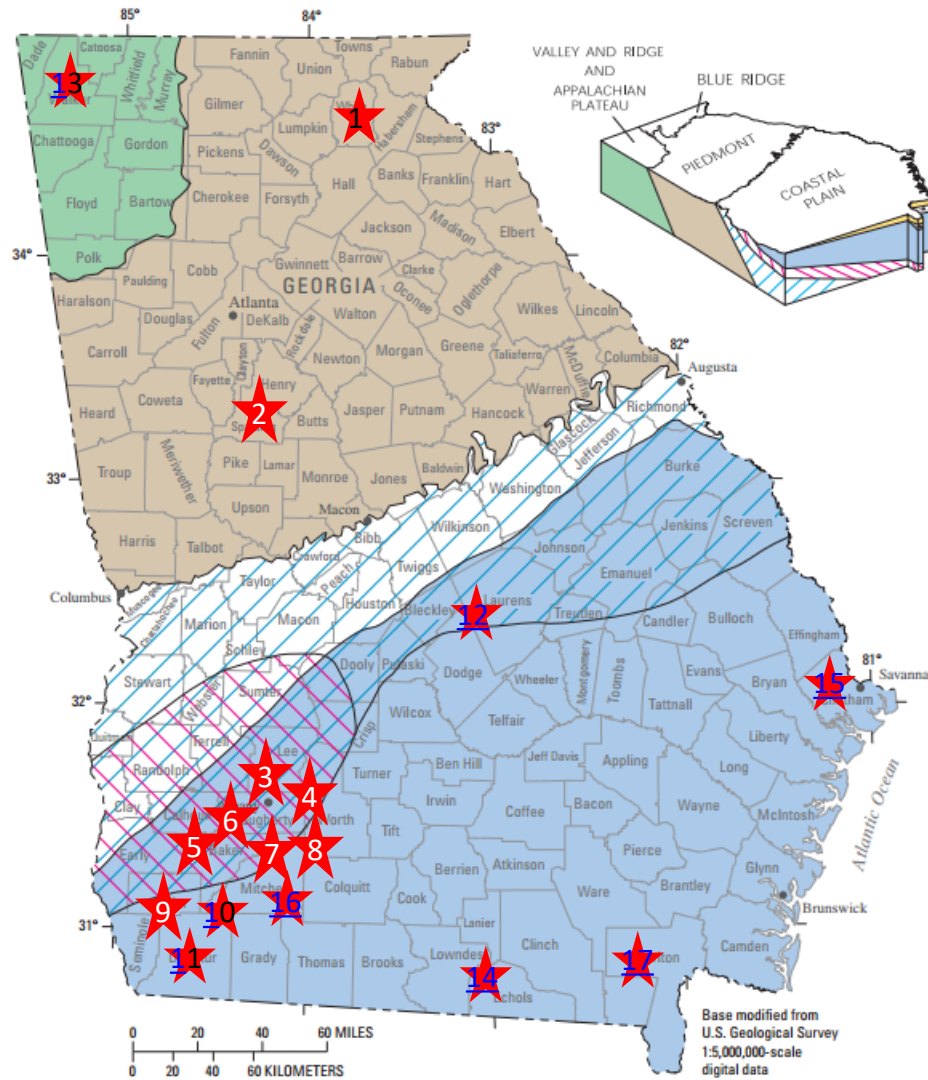 85°
84°
Dade
Catoosa
Whitfield
Murray
Fannin
Towns
Union
Rabun
13
Walker
1
Gilmer
Lumpkin
Habersham
Stephens
83°
Chattooga
Gordon
Pickens
Dawson
Hall
Banks
Franklin
Hart
Floyd
Bartow
Cherokee
Forsyth
Jackson
Madison
Elbert
34°
Polk
Cobb
Gwinnett
Barrow
Clarke
Oconee
Oglethorpe
Paulding
GEORGIA
Haralson
Atlanta
DeKalb
Walton
Wilkes
Lincoln
Douglas
Fulton
Rockdale
Carroll
Clayton
Newton
Morgan
Greene
Taliaferro
McDuffie
Columbia
82°
Augusta
Fayette
Henry
Warren
Heard
Coweta
2
Butts
Jasper
Putnam
Hancock
Glascock
Richmond
Jefferson
Troup
Meriwether
Pike
Lamar
Monroe
Jones
Baldwin
Washington
Burke
33°
Upson
Macon
Wilkinson
Harris
Talbot
Bibb
Crawford
Peach
Twiggs
Johnson
Jenkins
Screven
Columbus
Muscogee
Chattahochee
Taylor
Houston
Emanuel
Marion
Macon
Bleckley
Laurens
12
Treutlen
Candler
Bulloch
Effingham
Schley
Stewart
Webster
Sumter
Dooly
Pulaski
Dodge
Wheeler
Montgomery
Toombs
Evans
Bryan
15
81°
Savanna
32°
Quitman
Terrell
Crisp
Wilcox
Telfair
Tattnall
Liberty
Randolph
Lee
Turner
Ben Hill
Jeff Davis
Appling
Long
Clay
3
4
Irwin
Coffee
Bacon
Wayne
McIntosh
6
Worth
Tift
5
7
8
Early
Baker
Berrien
Atkinson
Pierce
Glynn
Atlantic Ocean
Mitchell
Colquitt
Cook
Ware
Brantley
Brunswick
9
10
16
31°
Seminole
Lanier
Clinch
Camden
11
Grady
Thomas
Brooks
Lowndes
14
Echols
17
VALLEY AND RIDGE
AND
APPALACHIAN
PLATEAU
BLUE RIDGE
PIEDMONT
COASTAL
PLAIN
0 20 40 60 MILES
0 20 40 60 KILOMETERS
Base modified from
U.S. Geological Survey
1:5,000,000-scale
digital data